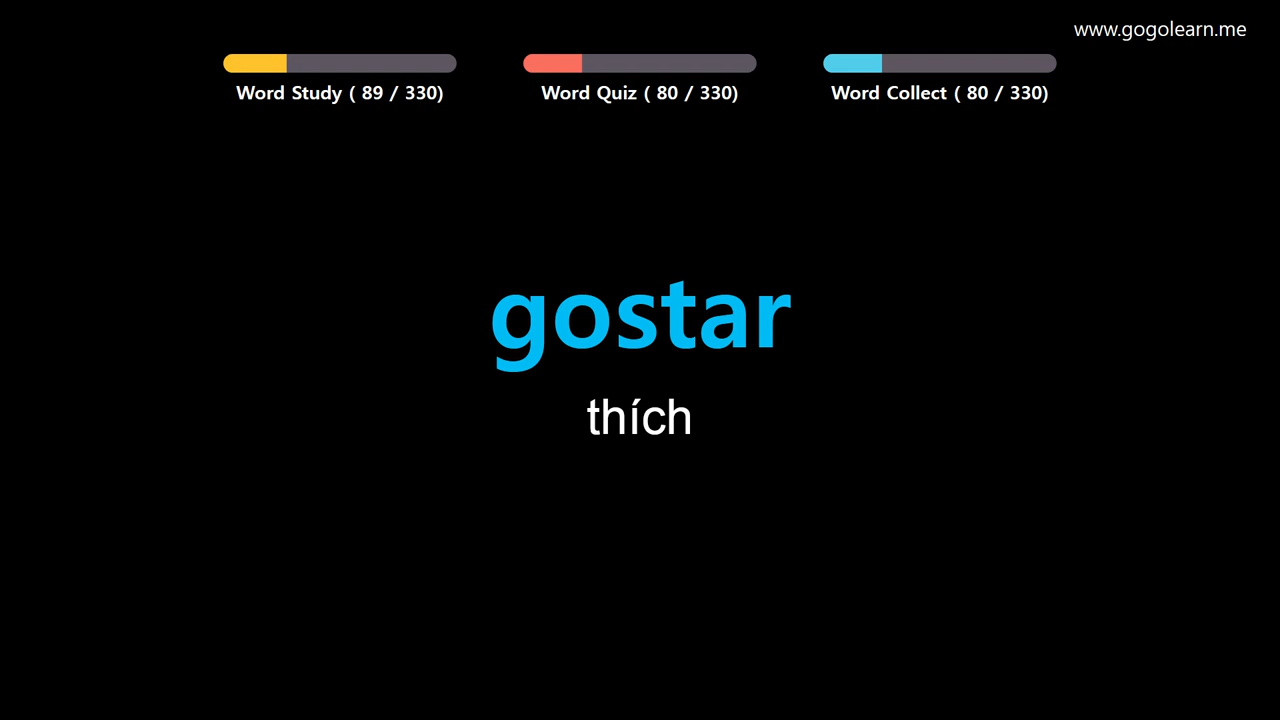 www.gogolearn.me
Word Study ( 89 / 330)
Word Quiz ( 80 / 330)
Word Collect ( 80 / 330)
gostar
thích